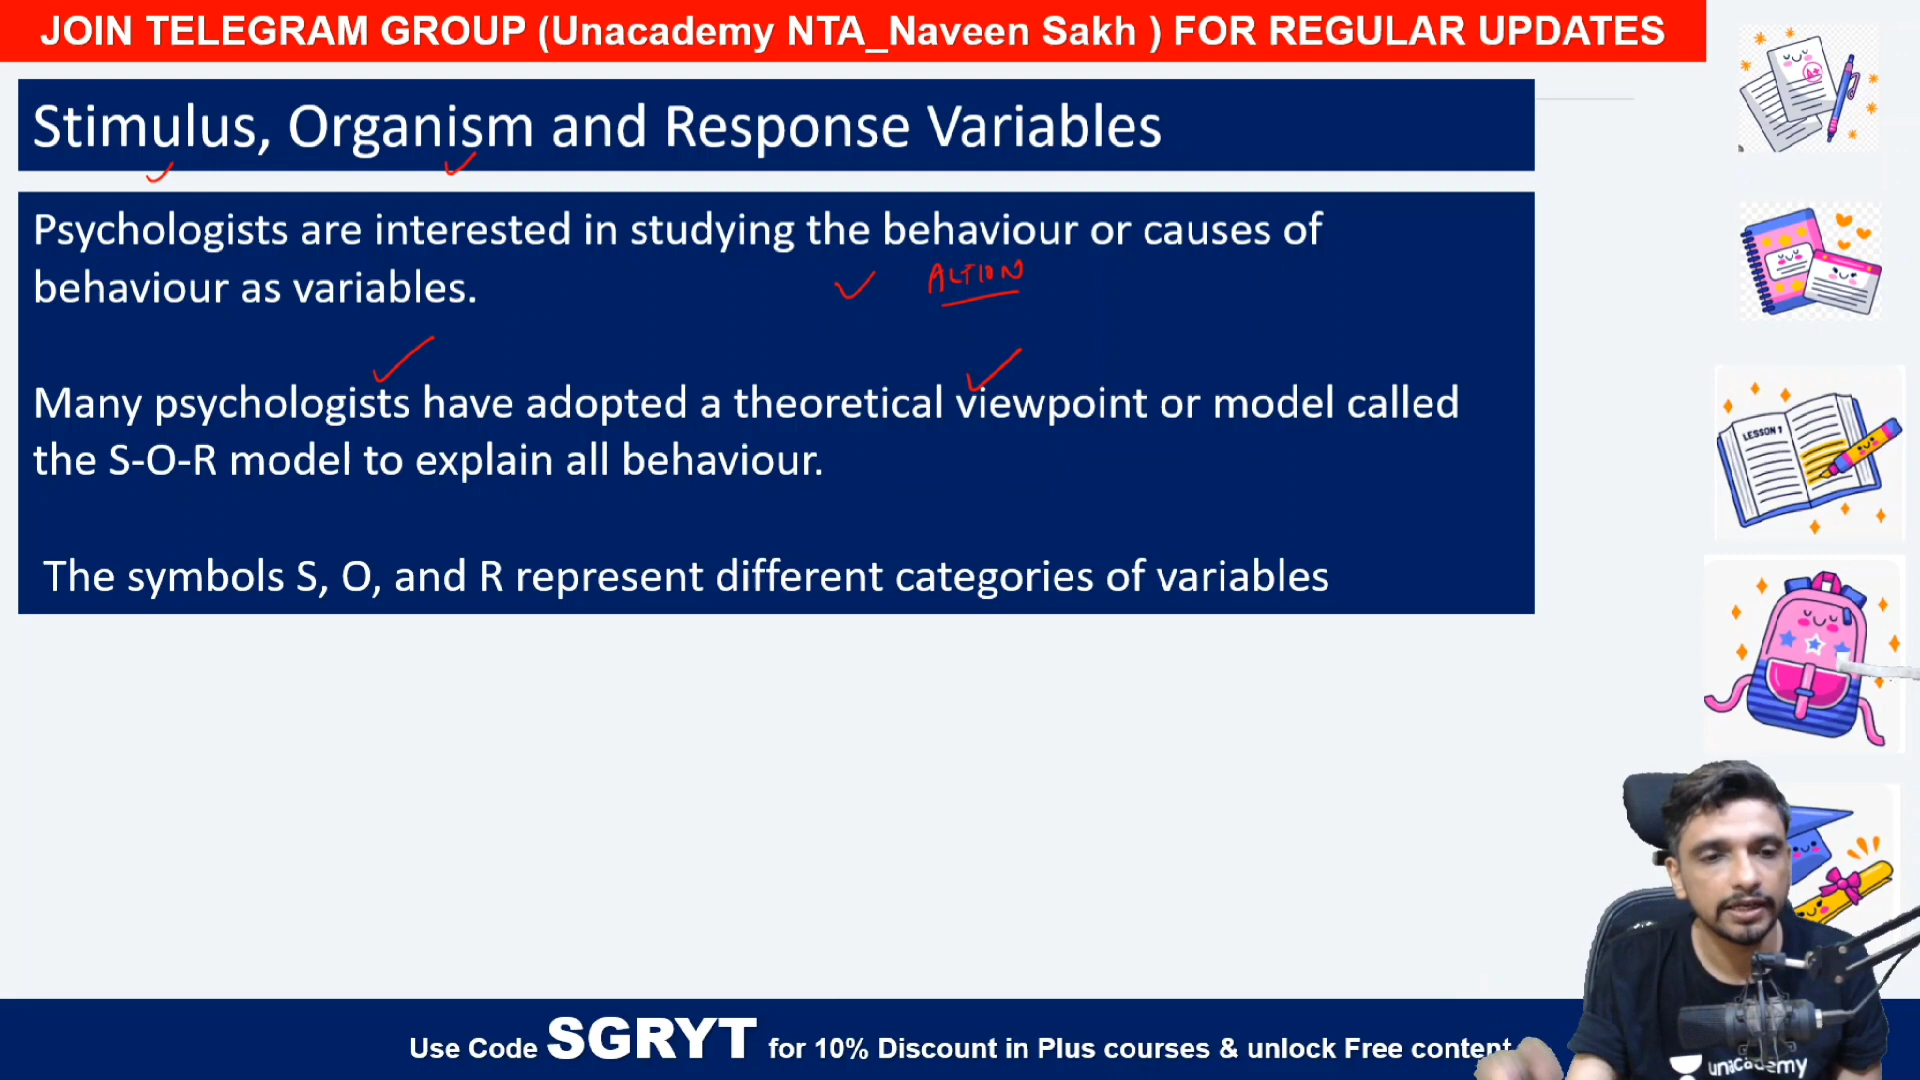 JOIN TELEGRAM GROUP (Unacademy NTA_Naveen Sakh ) FOR REGULAR UPDATES
Stimulus, Organism and Response Variables
Psychologists are interested in studying the behaviour or causes of
behaviour as variables.
ACTION
Many psychologists have adopted a theoretical viewpoint or model called
the S-O-R model to explain all behaviour.
The symbols S, O, and R represent different categories of variables
LESSON 1
A+
Use Code SGRYT for 10% Discount in Plus courses & unlock Free content
unacademy